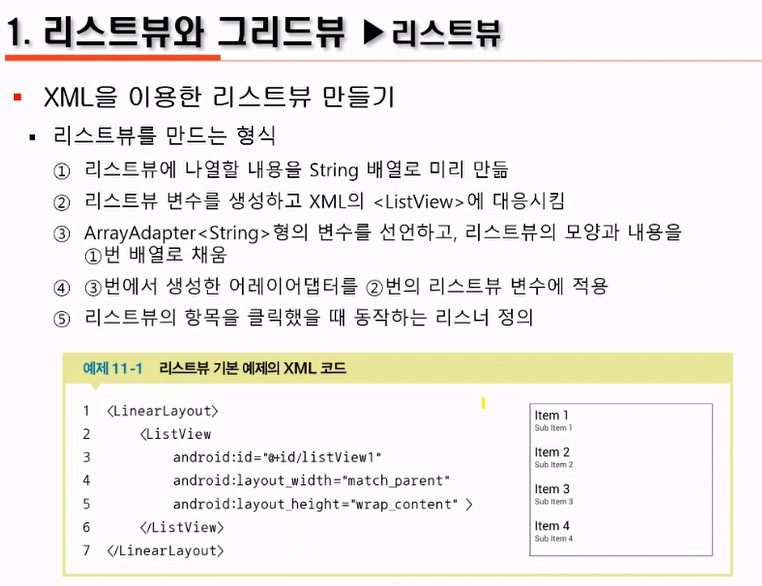 1. 리스트뷰와 그리드뷰 ▶리스트뷰
▪ XML을 이용한 리스트뷰 만들기
▪ 리스트뷰를 만드는 형식
① 리스트뷰에 나열할 내용을 String 배열로 미리 만듦
② 리스트뷰 변수를 생성하고 XML의 <ListView>에 대응시킴
③ ArrayAdapter<String>형의 변수를 선언하고, 리스트뷰의 모양과 내용을
①번 배열로 채움
④ ③번에서 생성한 어레이어댑터를 ②번의 리스트뷰 변수에 적용
⑤ 리스트뷰의 항목을 클릭했을 때 동작하는 리스너 정의
예제 11-1 리스트뷰 기본 예제의 XML 코드
1 <LinearLayout>
2 <ListView
3 android:id="@+id/listView1"
4 android:layout_width="match_parent"
5 android:layout_height="wrap_content" >
6 </ListView>
7 </LinearLayout>
Item 1
Sub Item 1
Item 2
Sub Item 2
Item 3
Sub Item 3
Item 4
Sub Item 4